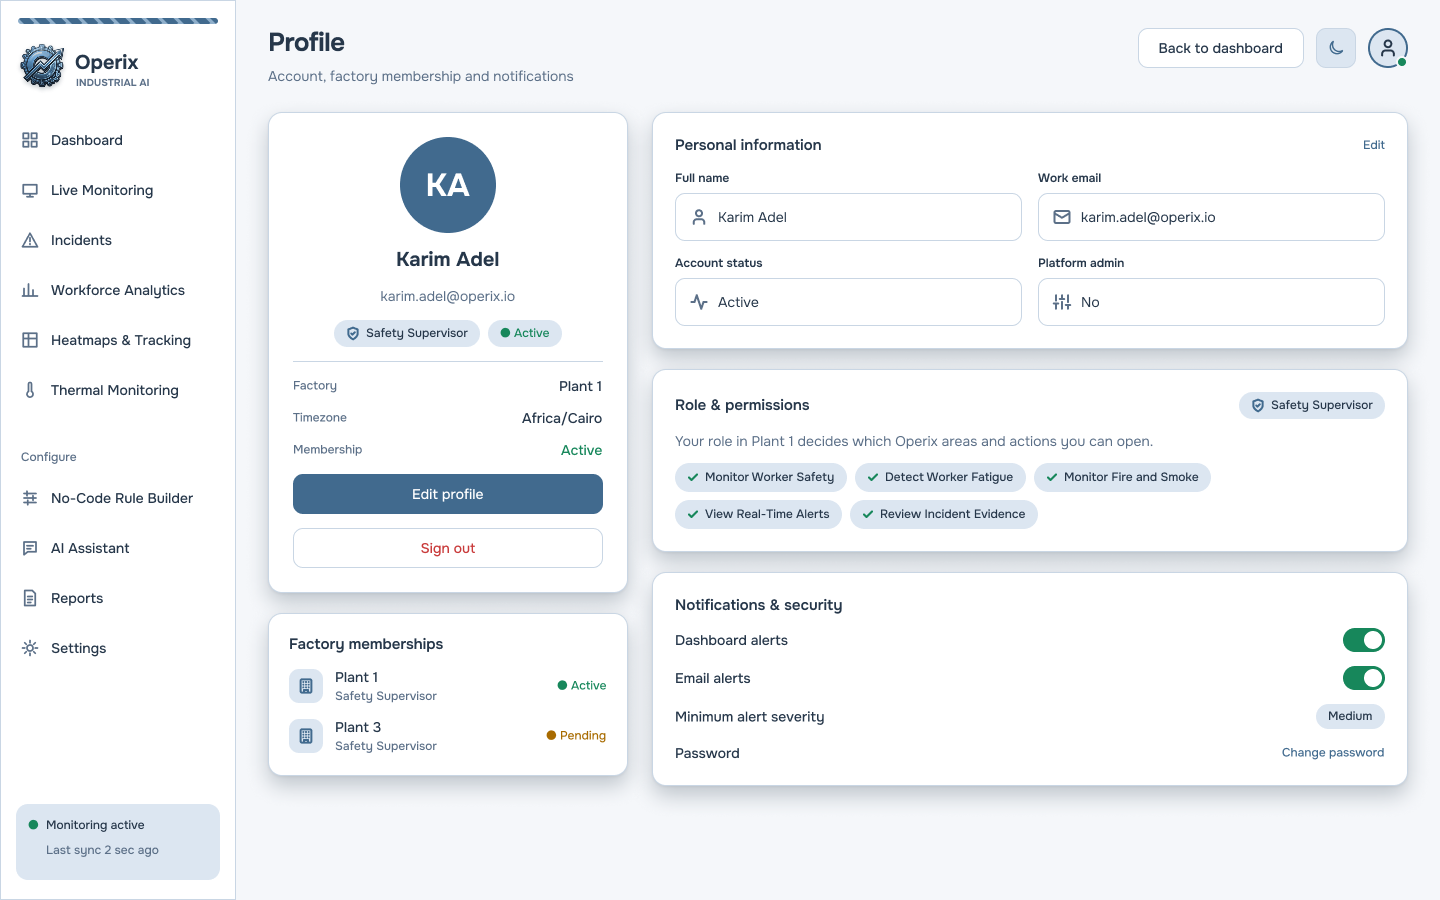 Operix
INDUSTRIAL AI
Dashboard
Live Monitoring
Incidents
Workforce Analytics
Heatmaps & Tracking
Thermal Monitoring
Configure
No-Code Rule Builder
AI Assistant
Reports
Settings
Monitoring active
Last sync 2 sec ago
Profile
Account, factory membership and notifications
Back to dashboard
KA
Karim Adel
karim.adel@operix.io
Safety Supervisor
Active
Factory Plant 1
Timezone Africa/Cairo
Membership Active
Edit profile
Sign out
Factory memberships
Plant 1
Safety Supervisor
Active
Plant 3
Safety Supervisor
Pending
Personal information
Edit
Full name
Karim Adel
Work email
karim.adel@operix.io
Account status
Active
Platform admin
No
Role & permissions
Safety Supervisor
Your role in Plant 1 decides which Operix areas and actions you can open.
Monitor Worker Safety
Detect Worker Fatigue
Monitor Fire and Smoke
View Real-Time Alerts
Review Incident Evidence
Notifications & security
Dashboard alerts
Email alerts
Minimum alert severity Medium
Password Change password